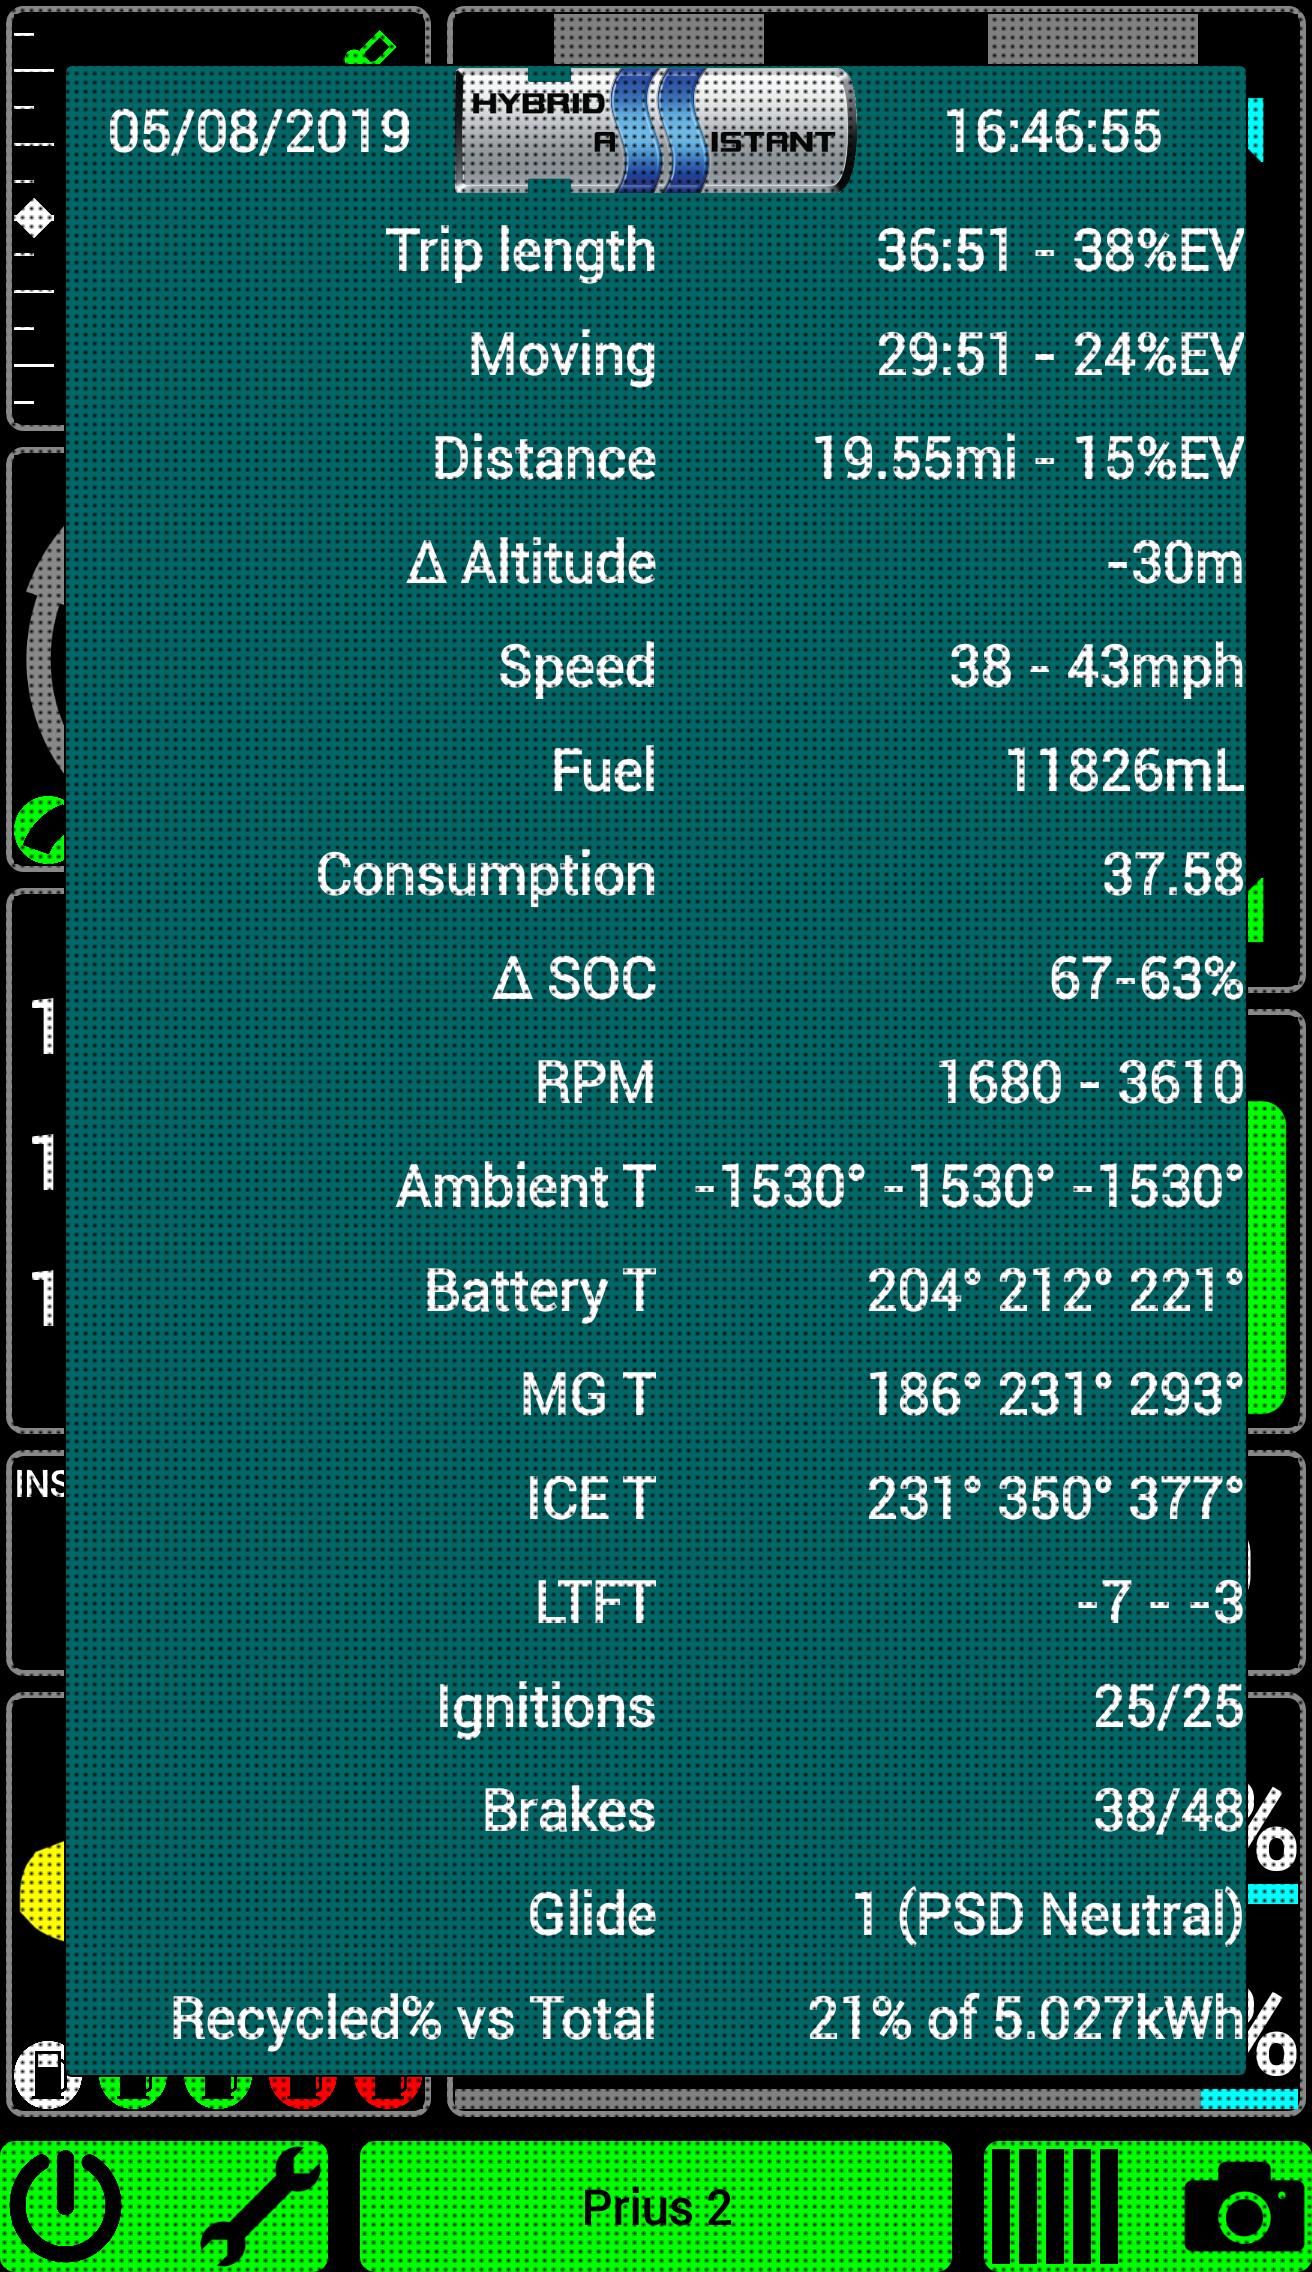 05/08/2019 HYBRID A ISTANT 16:46:55
Trip length 36:51 - 38%EV
Moving 29:51 - 24%EV
Distance 19.55mi - 15%EV
Δ Altitude -30m
Speed 38 - 43mph
Fuel 11826mL
Consumption 37.58
Δ SOC 67-63%
1
RPM 1680 - 3610
1
Ambient T -1530° -1530° -1530°
1
Battery T 204° 212° 221°
MG T 186° 231° 293°
INS
ICE T 231° 350° 377°
LTFT -7 - -3
Ignitions 25/25
Brakes 38/48
%
Glide 1 (PSD Neutral)
Recycled% vs Total 21% of 5.027kWh
%
Prius 2